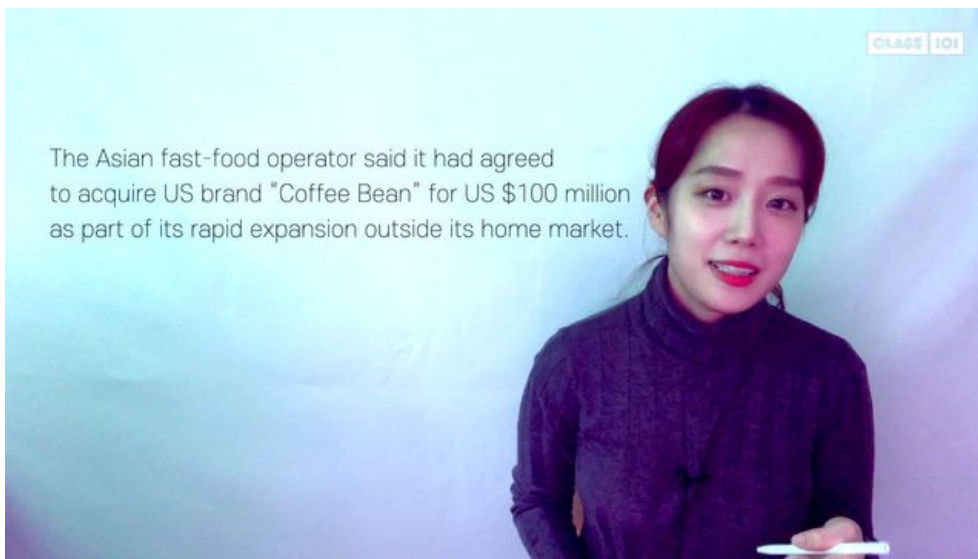 CLASS 101
The Asian fast-food operator said it had agreed
to acquire US brand “Coffee Bean” for US $100 million
as part of its rapid expansion outside its home market.